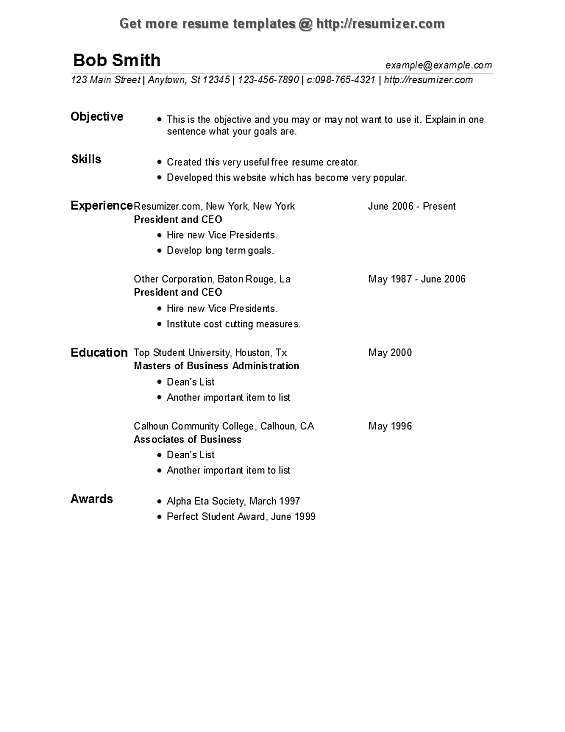 Get more resume templates @ http://resumizer.com
Bob Smith
example@example.com
123 Main Street | Anytown, St 12345 | 123-456-7890 | c:098-765-4321 | http://resumizer.com
Objective
• This is the objective and you may or may not want to use it. Explain in one
sentence what your goals are.
Skills
• Created this very useful free resume creator.
• Developed this website which has become very popular.
Experience Resumizer.com, New York, New York June 2006 - Present
President and CEO
• Hire new Vice Presidents.
• Develop long term goals.
Other Corporation, Baton Rouge, La May 1987 - June 2006
President and CEO
• Hire new Vice Presidents.
• Institute cost cutting measures.
Education Top Student University, Houston, Tx May 2000
Masters of Business Administration
• Dean's List
• Another important item to list
Calhoun Community College, Calhoun, CA May 1996
Associates of Business
• Dean's List
• Another important item to list
Awards
• Alpha Eta Society, March 1997
• Perfect Student Award, June 1999